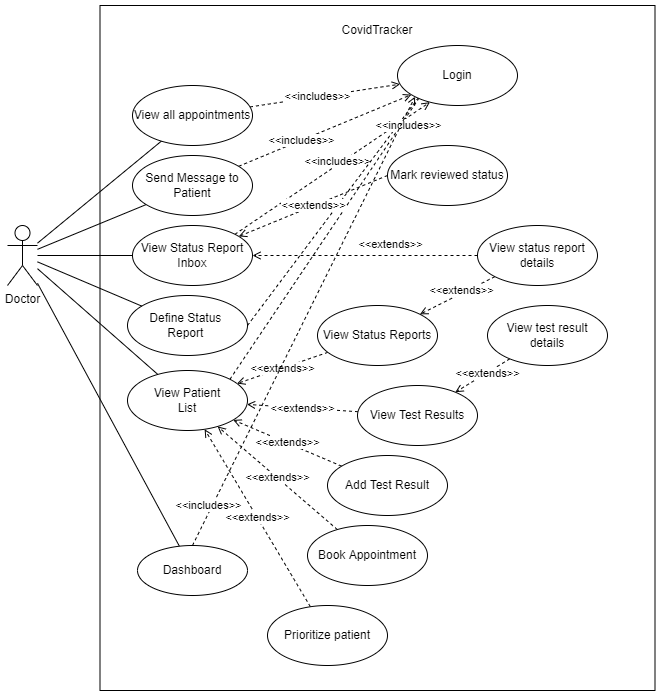 CovidTracker
Login
<<includes>>
View all appointments
<<includes>>
<<includes>>
<<includes>>
Send Message to
Patient
Mark reviewed status
<<extends>>
Doctor
View Status Report
Inbox
<<extends>>
View status report
details
<<extends>>
Define Status
Report
View Status Reports
View test result
details
<<extends>>
<<extends>>
View Patient
List
<<extends>>
View Test Results
<<extends>>
<<extends>>
Add Test Result
<<includes>>
<<extends>>
Book Appointment
Dashboard
Prioritize patient